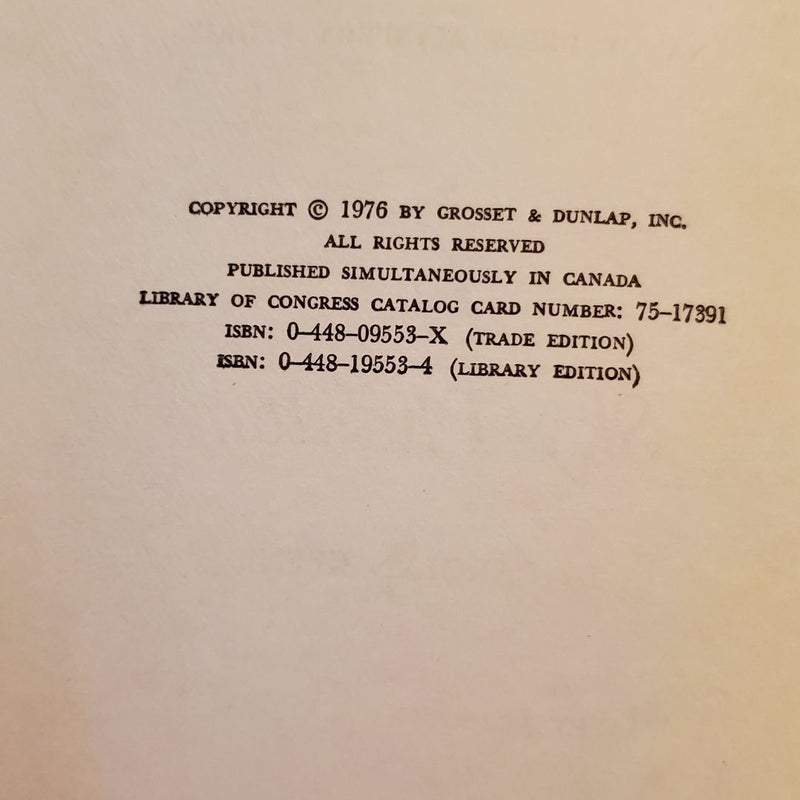 COPYRIGHT © 1976 BY GROSSET & DUNLAP, INC.
ALL RIGHTS RESERVED
PUBLISHED SIMULTANEOUSLY IN CANADA
LIBRARY OF CONGRESS CATALOG CARD NUMBER: 75–17391
ISBN: 0–448–09553–X (TRADE EDITION)
ISBN: 0–448–19553–4 (LIBRARY EDITION)